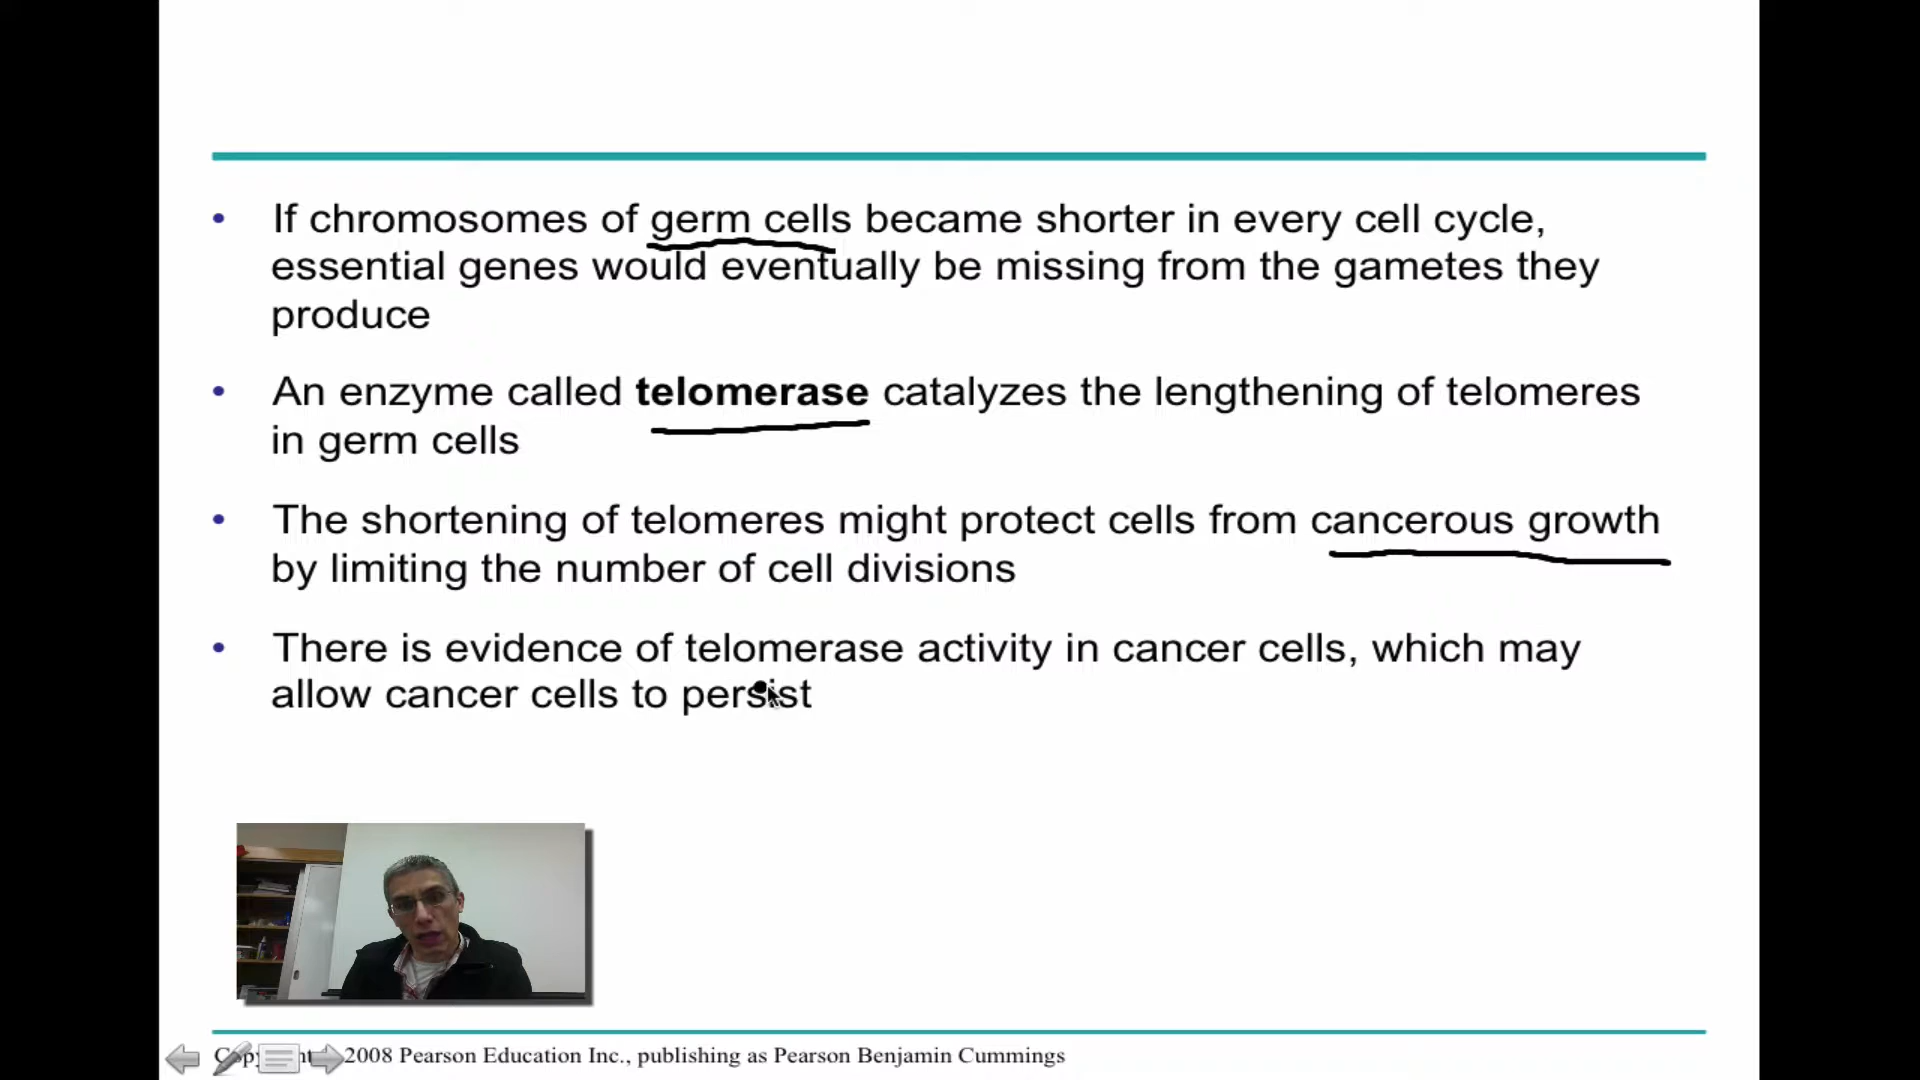 • If chromosomes of germ cells became shorter in every cell cycle,
essential genes would eventually be missing from the gametes they
produce
• An enzyme called telomerase catalyzes the lengthening of telomeres
in germ cells
• The shortening of telomeres might protect cells from cancerous growth
by limiting the number of cell divisions
• There is evidence of telomerase activity in cancer cells, which may
allow cancer cells to persist
2008 Pearson Education Inc., publishing as Pearson Benjamin Cummings